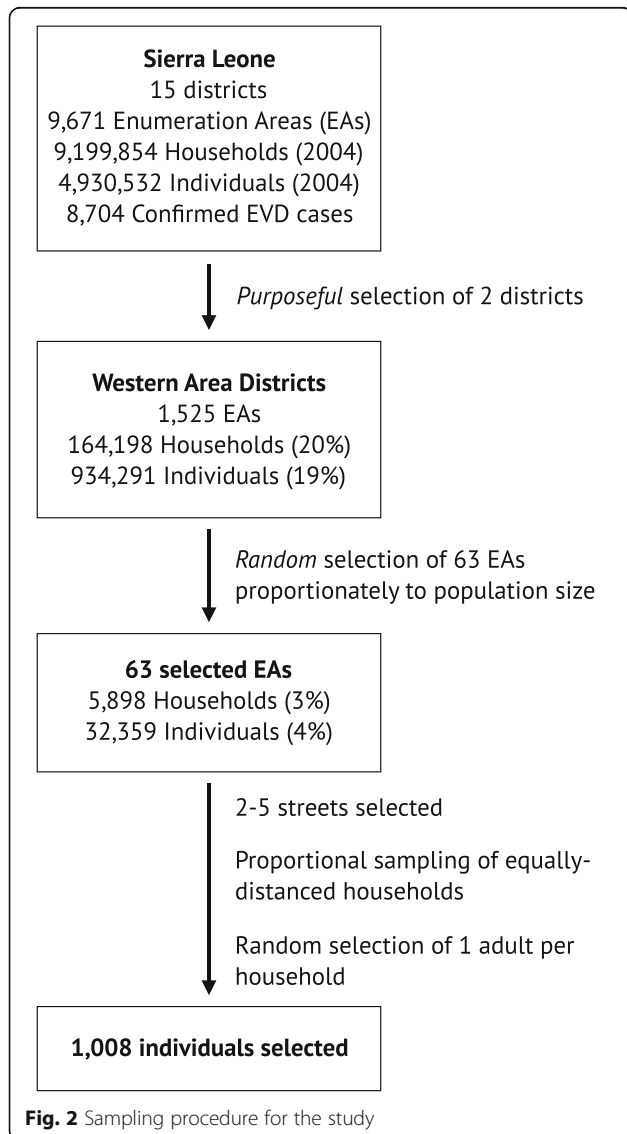 Sierra Leone
15 districts
9,671 Enumeration Areas (EAs)
9,199,854 Households (2004)
4,930,532 Individuals (2004)
8,704 Confirmed EVD cases
Purposeful selection of 2 districts
Western Area Districts
1,525 EAs
164,198 Households (20%)
934,291 Individuals (19%)
Random selection of 63 EAs
proportionately to population size
63 selected EAs
5,898 Households (3%)
32,359 Individuals (4%)
2-5 streets selected
Proportional sampling of equally-
distanced households
Random selection of 1 adult per
household
1,008 individuals selected
Fig. 2 Sampling procedure for the study